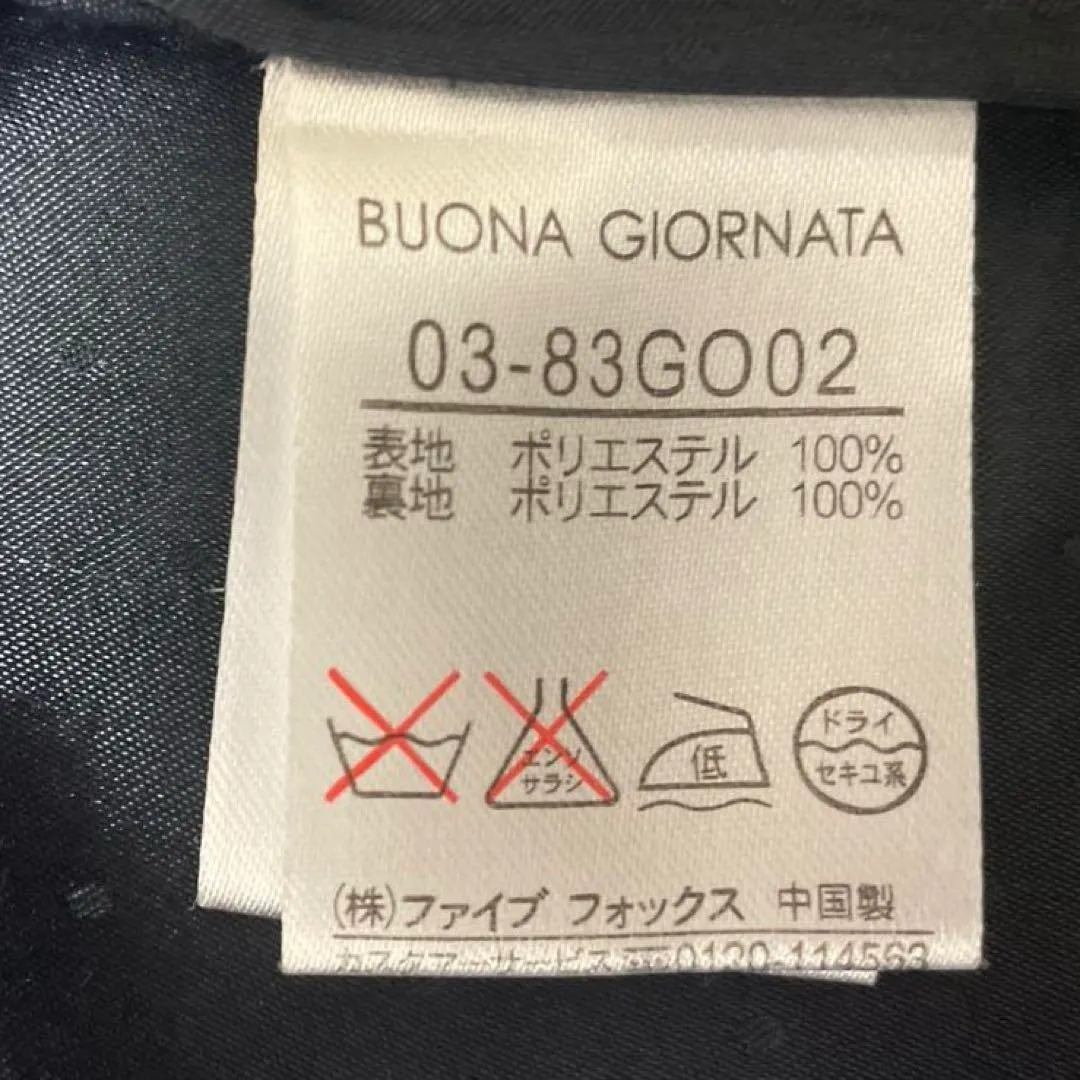 BUONA GIORNATA
03-83GO02
表地 ポリエステル 100%
裏地 ポリエステル 100%
エンソ
サラシ
低
ドライ
セキユ系
(株)ファイブ フォックス 中国製
0120-114563